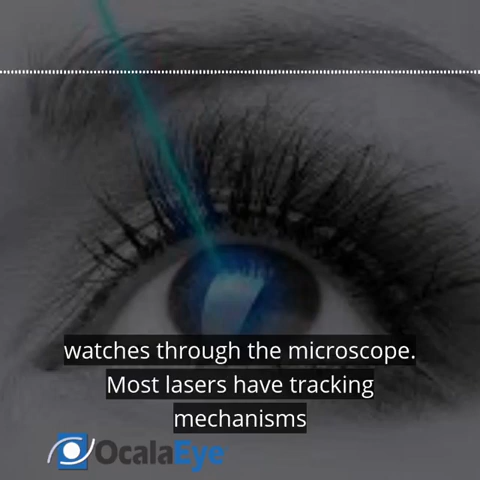 watches through the microscope.
Most lasers have tracking
mechanisms
OcalaEye